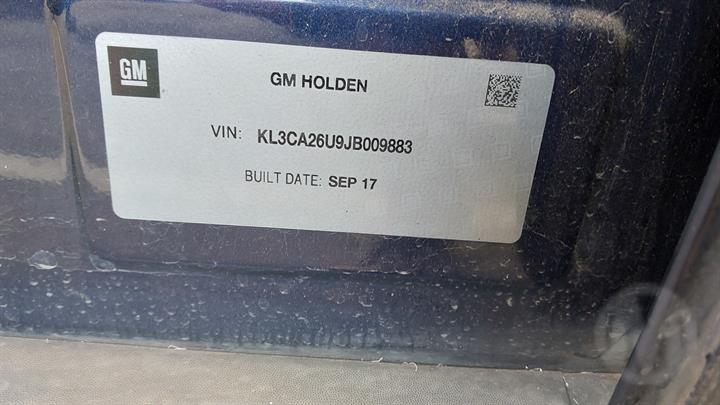 GM
GM HOLDEN
VIN: KL3CA26U9JB009883
BUILT DATE: SEP 17